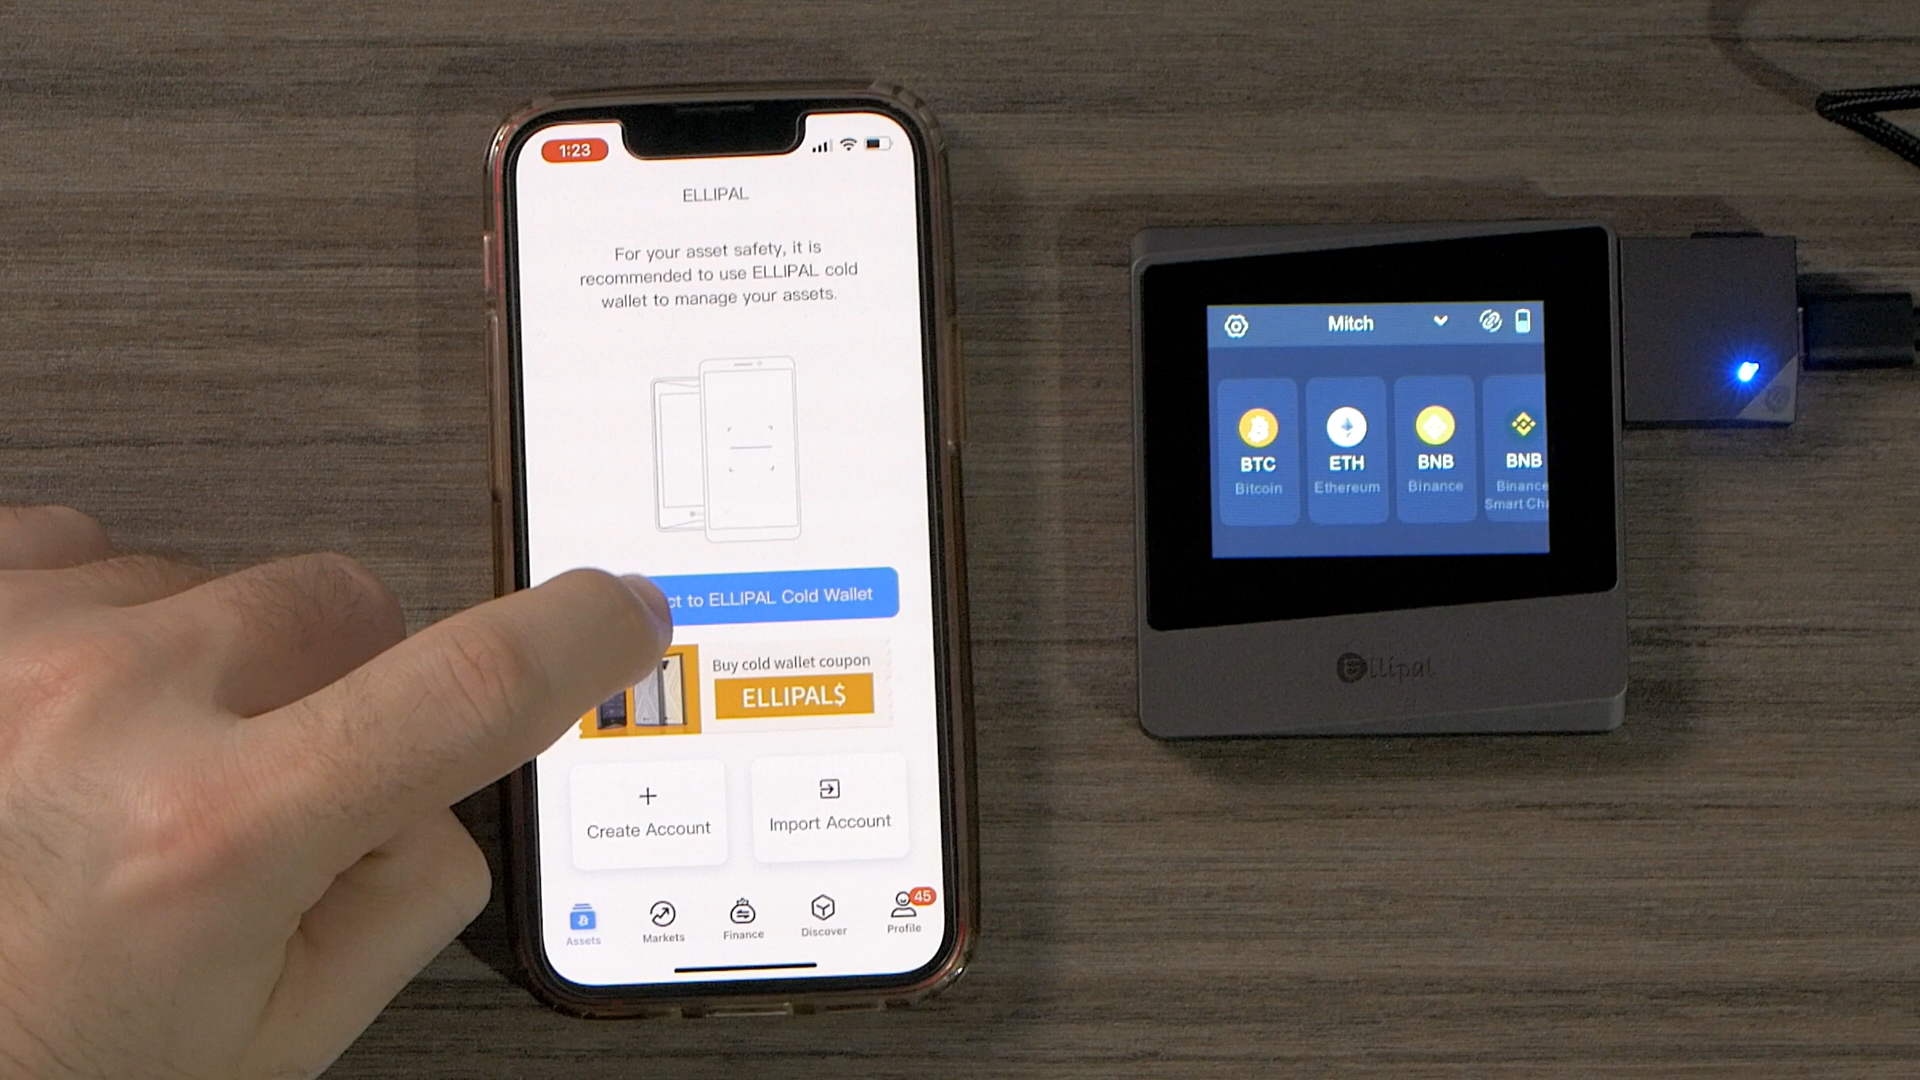 1:23
ELLIPAL
For your asset safety, it is
recommended to use ELLIPAL cold
wallet to manage your assets.
to ELLIPAL Cold Wallet
Buy cold wallet coupon
ELLIPAL$
Create Account
Import Account
Assets
Markets
Finance
Discover
45
Profile
Mitch
BTC
Bitcoin
ETH
Ethereum
BNB
Binance
BNB
Binance
Smart
Ellipal